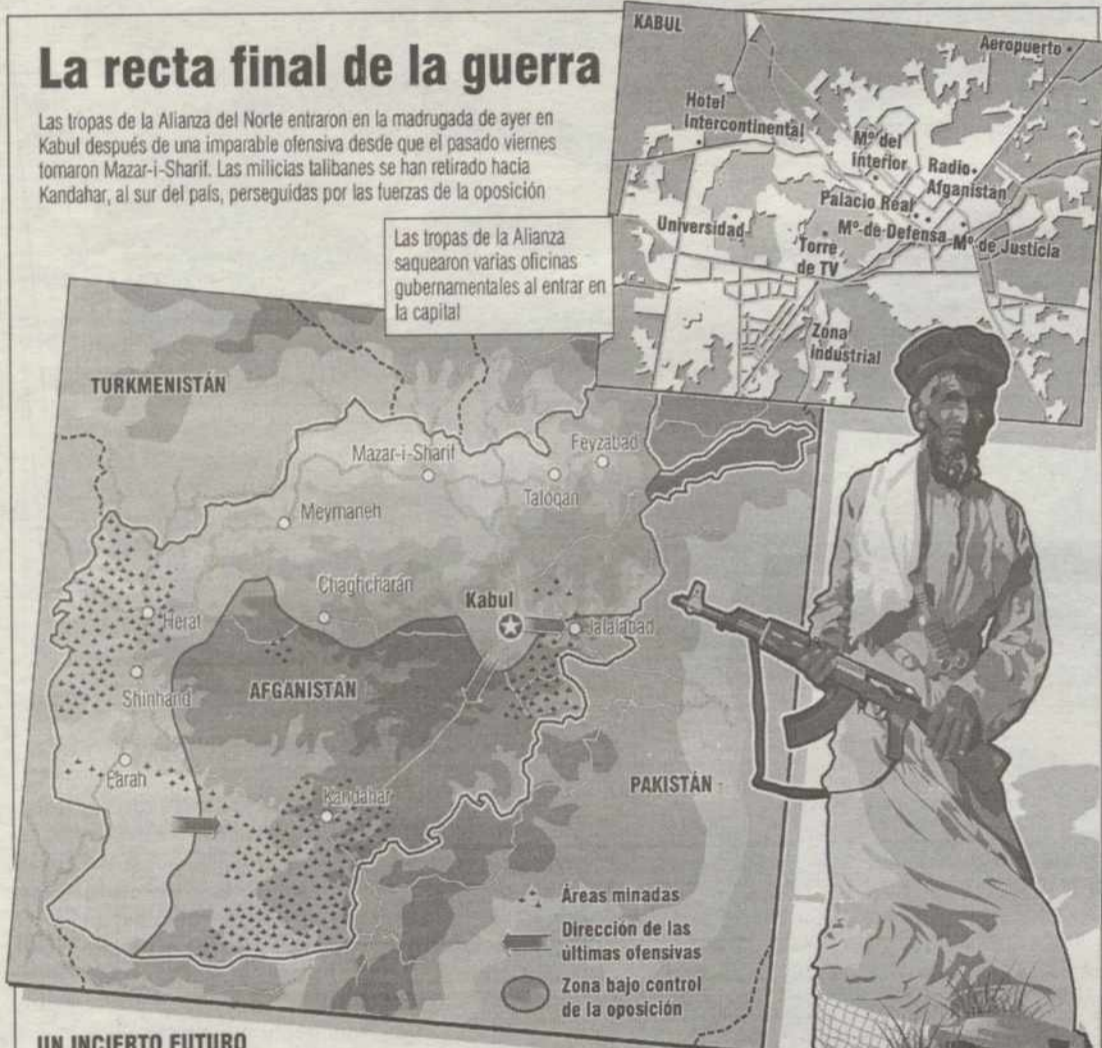 La recta final de la guerra
Las tropas de la Alianza del Norte entraron en la madrugada de ayer en
Kabul después de una imparable ofensiva desde que el pasado viernes
tomaron Mazar-i-Sharif. Las milicias talibanes se han retirado hacia
Kandahar, al sur del país, perseguidas por las fuerzas de la oposición
Las tropas de la Alianza
saquearon varias oficinas
gubernamentales al entrar en
la capital
KABUL
Aeropuerto
Hotel
Intercontinental
Mº del
Interior
Radio
Afganistán
Palacio Real
Universidad
Mº de Defensa
Mº de Justicia
Torre
de TV
Zona
industrial
TURKMENISTÁN
Mazar-i-Sharif
Feyzabad
Taloqan
Meymaneh
Chaghcharán
Kabul
Herat
Jalalabad
Shinhand
AFGANISTÁN
Farah
Kandahar
PAKISTÁN
Áreas minadas
Dirección de las
últimas ofensivas
Zona bajo control
de la oposición
UN INCIERTO FUTURO